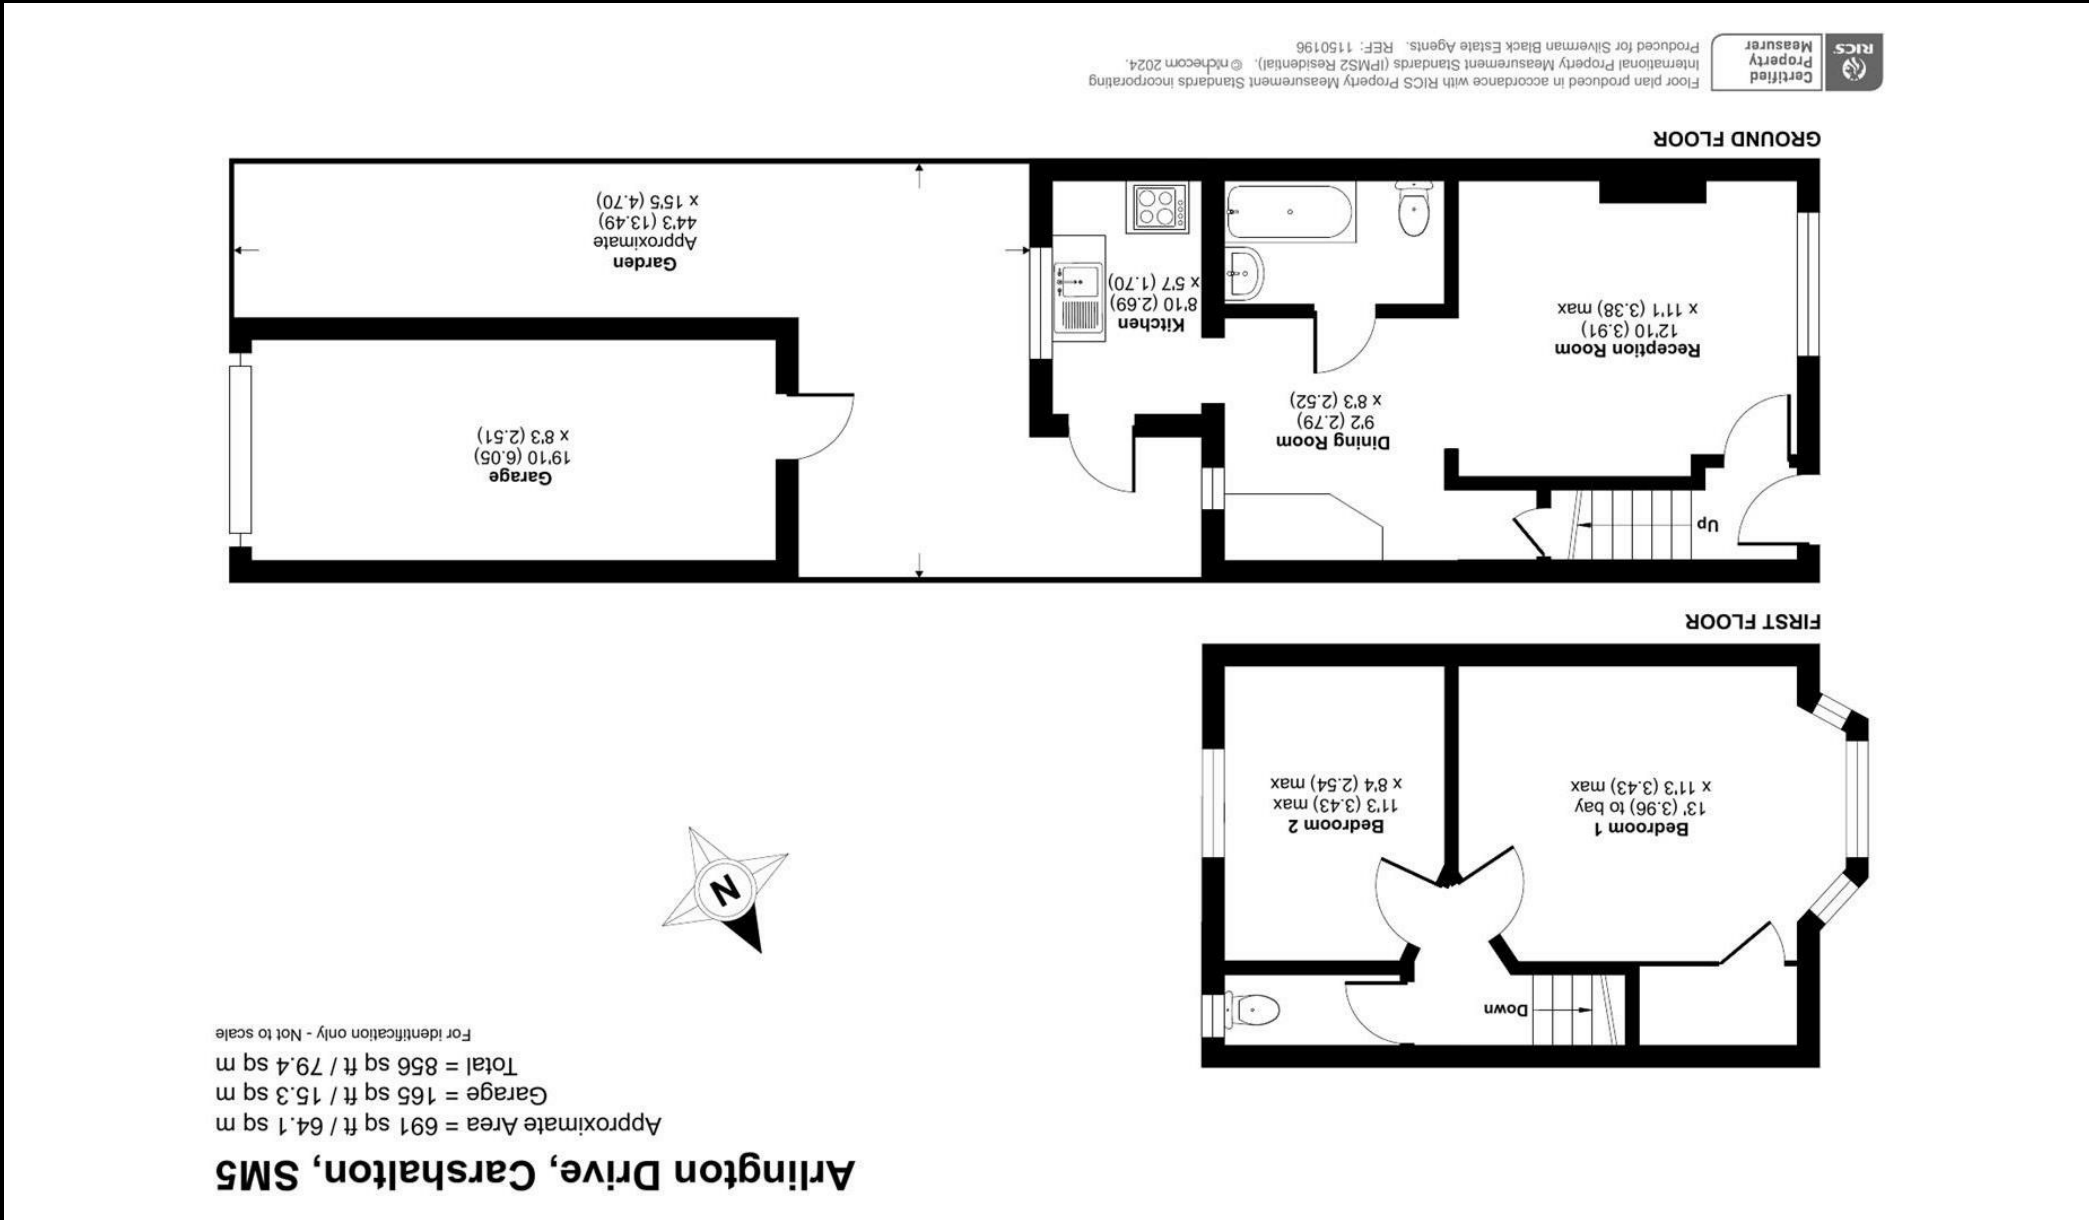 Arlington Drive, Carshalton, SM5
Approximate Area = 691 sq ft / 64.1 sq m
Garage = 165 sq ft / 15.3 sq m
Total = 856 sq ft / 79.4 sq m
For identification only - Not to scale
Down
N
Bedroom 1
13' (3.96) to bay
x 11'3 (3.43) max
Bedroom 2
11'3 (3.43) max
x 8'4 (2.54) max
FIRST FLOOR
Up
Garage
19'10 (6.05)
x 8'3 (2.51)
Dining Room
9'2 (2.79)
x 8'3 (2.52)
Reception Room
12'10 (3.91)
x 11'1 (3.38) max
Kitchen
8'10 (2.69)
x 5'7 (1.70)
Garden
Approximate
44'3 (13.49)
x 15'5 (4.70)
GROUND FLOOR
RICS
Certified
Property
Measurer
Floor plan produced in accordance with RICS Property Measurement Standards incorporating
International Property Measurement Standards (IPMS2 Residential). ©nichecom 2024.
Produced for Silverman Black Estate Agents. REF: 1150196